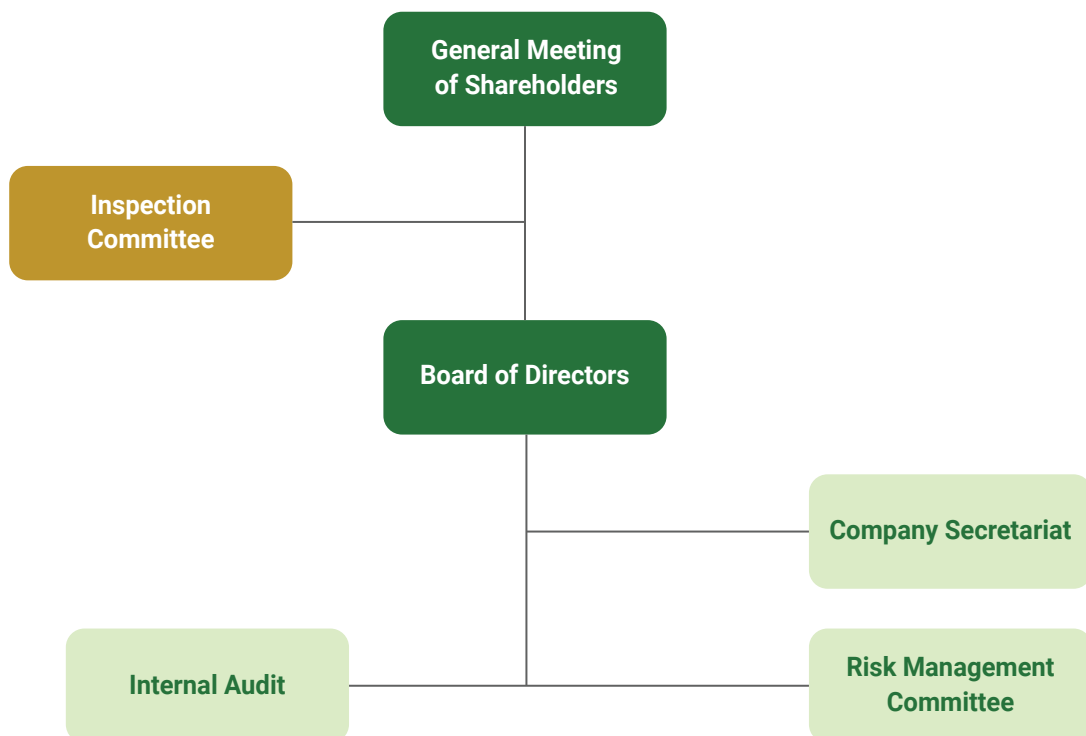 General Meeting
of Shareholders
Inspection
Committee
Board of Directors
Company Secretariat
Internal Audit
Risk Management
Committee